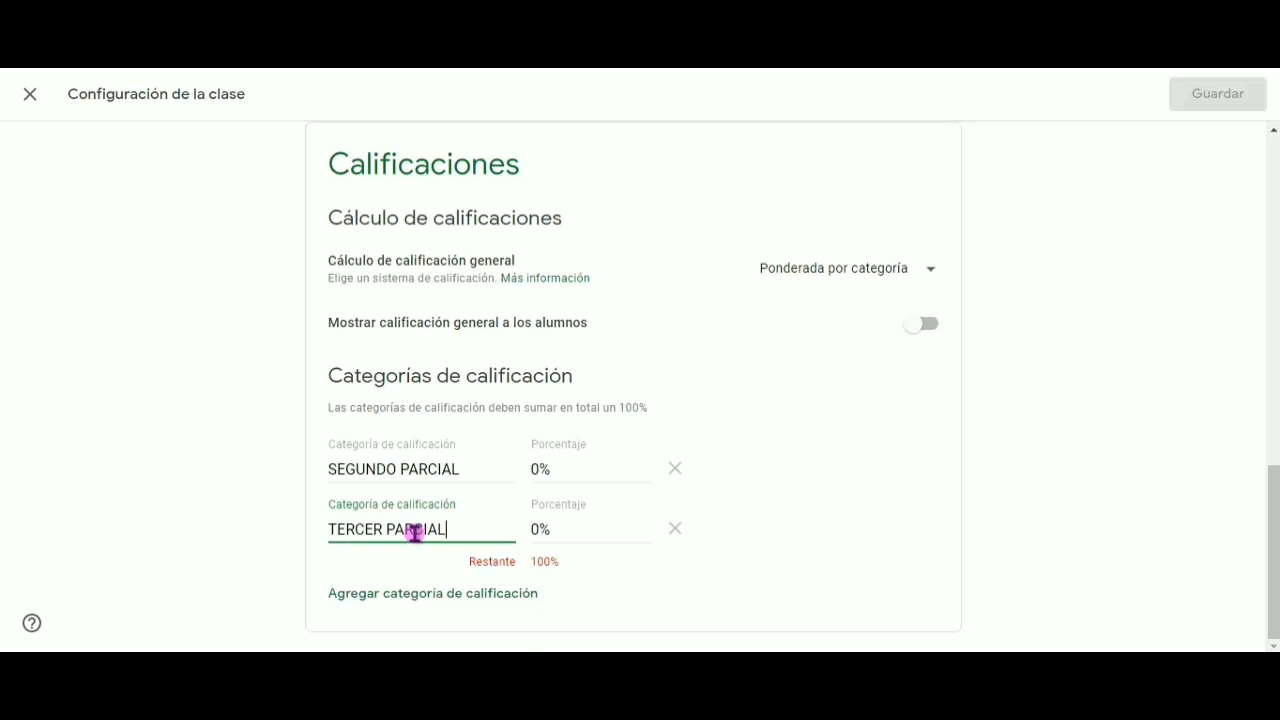 Configuración de la clase
Guardar
Calificaciones
Cálculo de calificaciones
Cálculo de calificación general
Elige un sistema de calificación. Más información
Ponderada por categoría
Mostrar calificación general a los alumnos
Categorías de calificación
Las categorías de calificación deben sumar en total un 100%
Categoría de calificación Porcentaje
SEGUNDO PARCIAL 0%
Categoría de calificación Porcentaje
TERCER PARCIAL 0%
Restante 100%
Agregar categoría de calificación